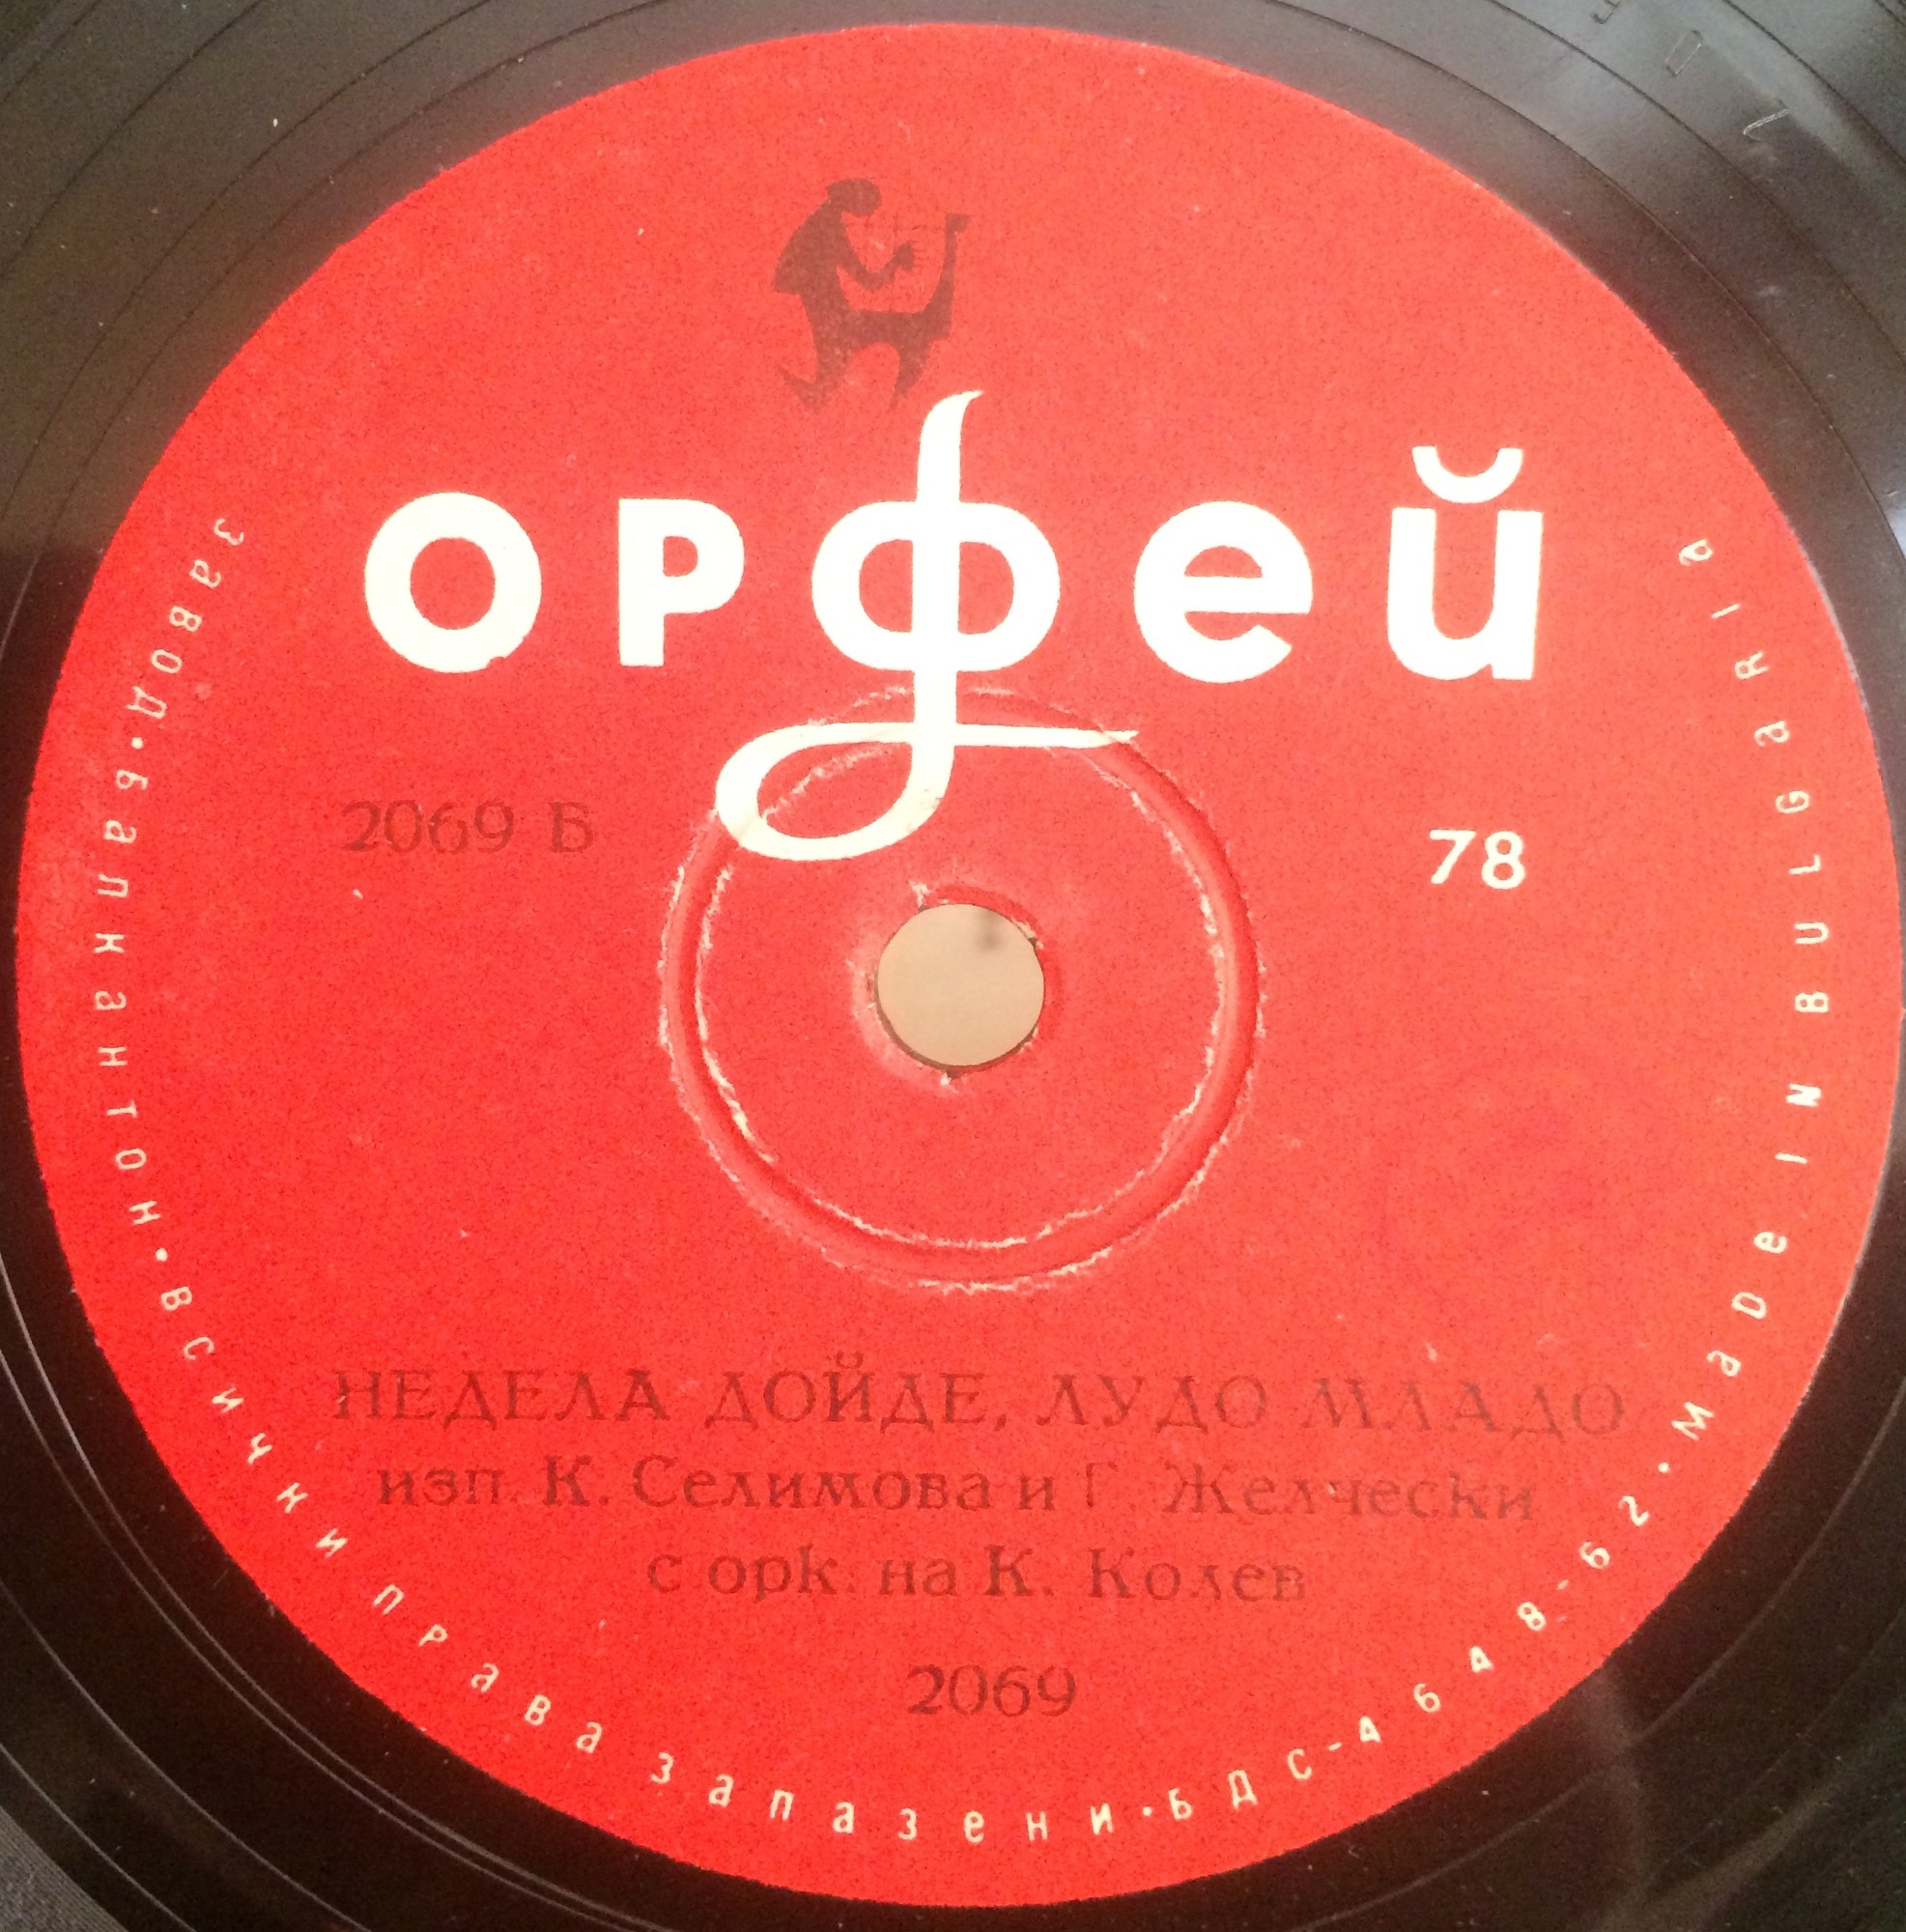 орфей
2069 Б
78
НЕДЕЛА ДОЙДЕ, ЛУДО МЛАДО
изп. К. Селимова и Г. Желчески
с орк. на К. Колев
2069
завод•балкантон•всички права запазени•БДС-4648-62•made in bulgaria